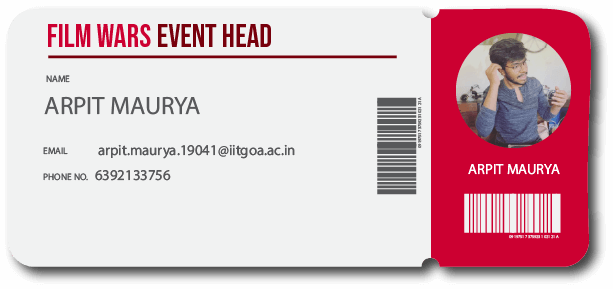 FILM WARS EVENT HEAD
NAME
ARPIT MAURYA
EMAIL arpit.maurya.19041@iitgoa.ac.in
PHONE NO. 6392133756
ARPIT MAURYA